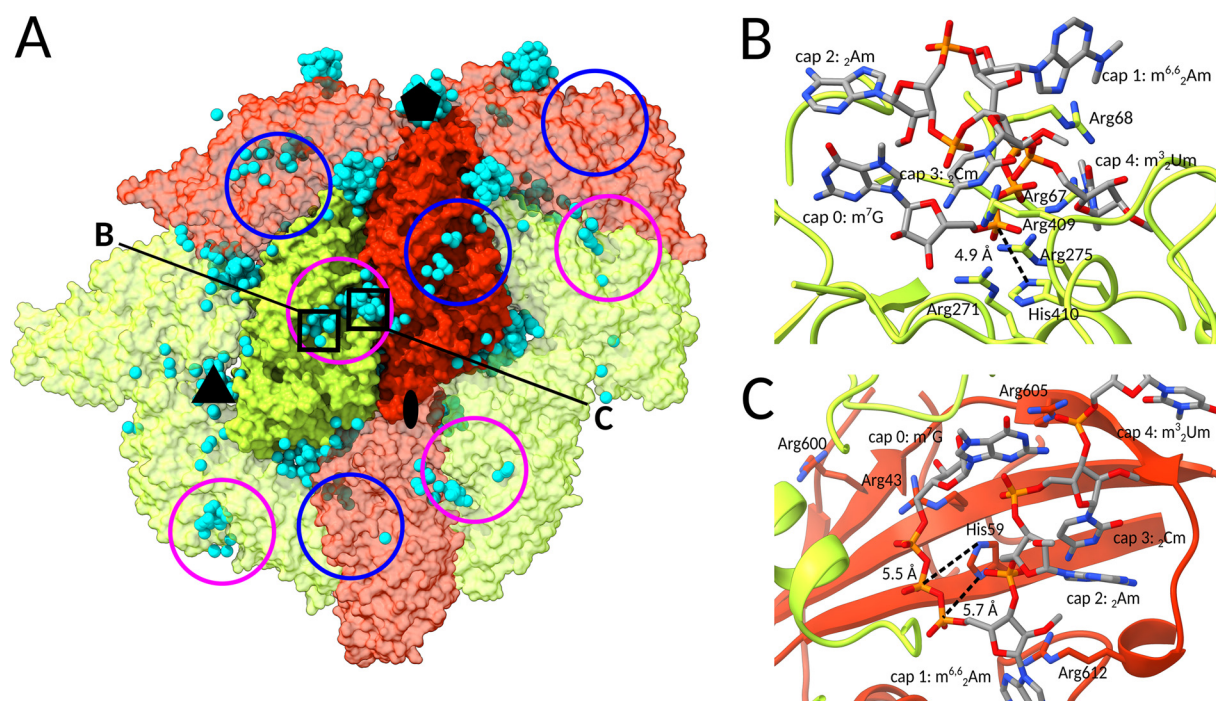 A
B
C
B
cap 2: ₂Am
cap 1: m⁶,⁶₂Am
Arg68
cap 3: ₂Cm
cap 4: m³₂Um
cap 0: m⁷G
Arg67
Arg409
4.9 Å
Arg275
Arg271
His410
C
Arg605
cap 4: m³₂Um
Arg600
cap 0: m⁷G
Arg43
His59
cap 3: ₂Cm
5.5 Å
cap 2: ₂Am
5.7 Å
cap 1: m⁶,⁶₂Am
Arg612